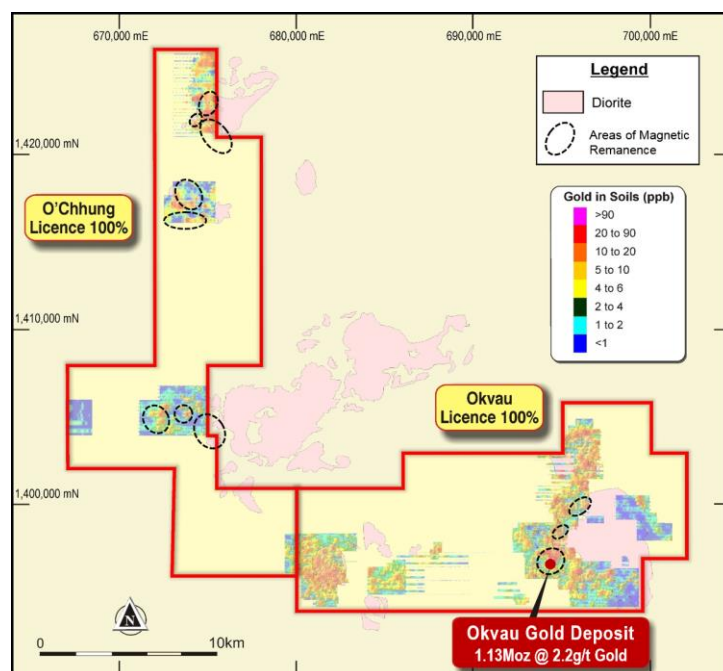 670,000 mE
680,000 mE
690,000 mE
700,000 mE
Legend
Diorite
Areas of Magnetic
Remanence
1,420,000 mN
Gold in Soils (ppb)
>90
20 to 90
10 to 20
5 to 10
4 to 6
2 to 4
1 to 2
<1
O'Chhung
Licence 100%
1,410,000 mN
Okvau
Licence 100%
1,400,000 mN
N
0
10km
Okvau Gold Deposit
1.13Moz @ 2.2g/t Gold